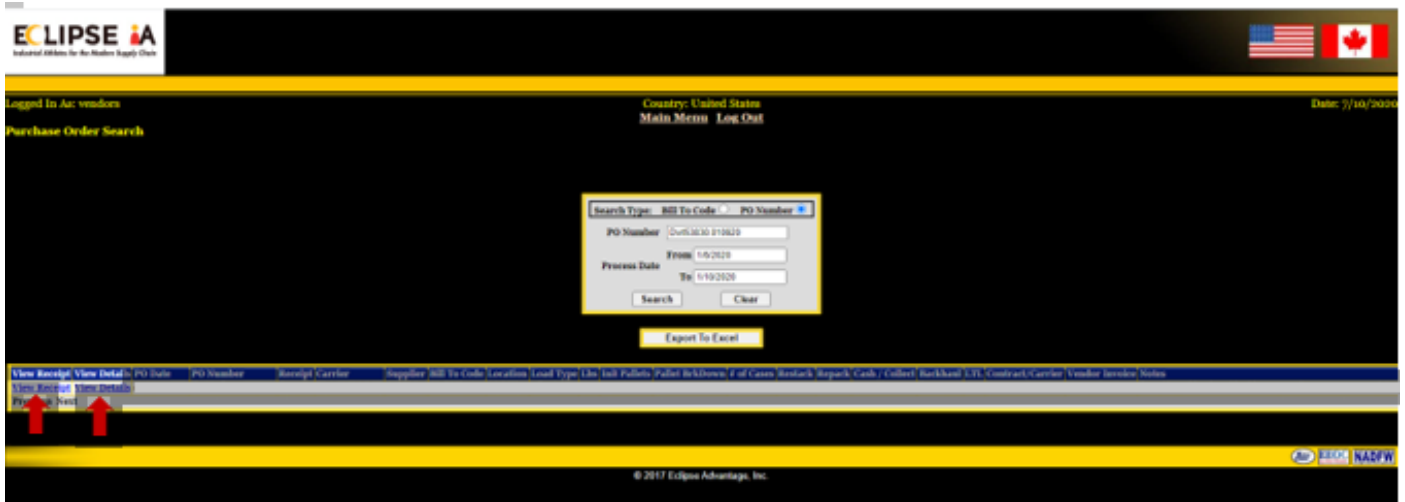 ECLIPSE iA
Industrial Athletes for the Modern Supply Chain
Logged In As: vendors
Country: United States
Date: 7/10/2020
Main Menu Log Out
Purchase Order Search
Search Type: Bill To Code PO Number
PO Number
From 1/6/2020
Process Date
To 1/10/2020
Search Clear
Export To Excel
View Receipt View Details PO Date PO Number Receipt Carrier Supplier Bill To Code Location Load Type Lbs Init Pallets Pallet BrkDown # of Cases Restack Repack Cash / Collect Backhaul LTL Contract/Carrier Vendor Invoice Notes
View Receipt View Details
Previous Next
NADFW
© 2017 Eclipse Advantage, Inc.